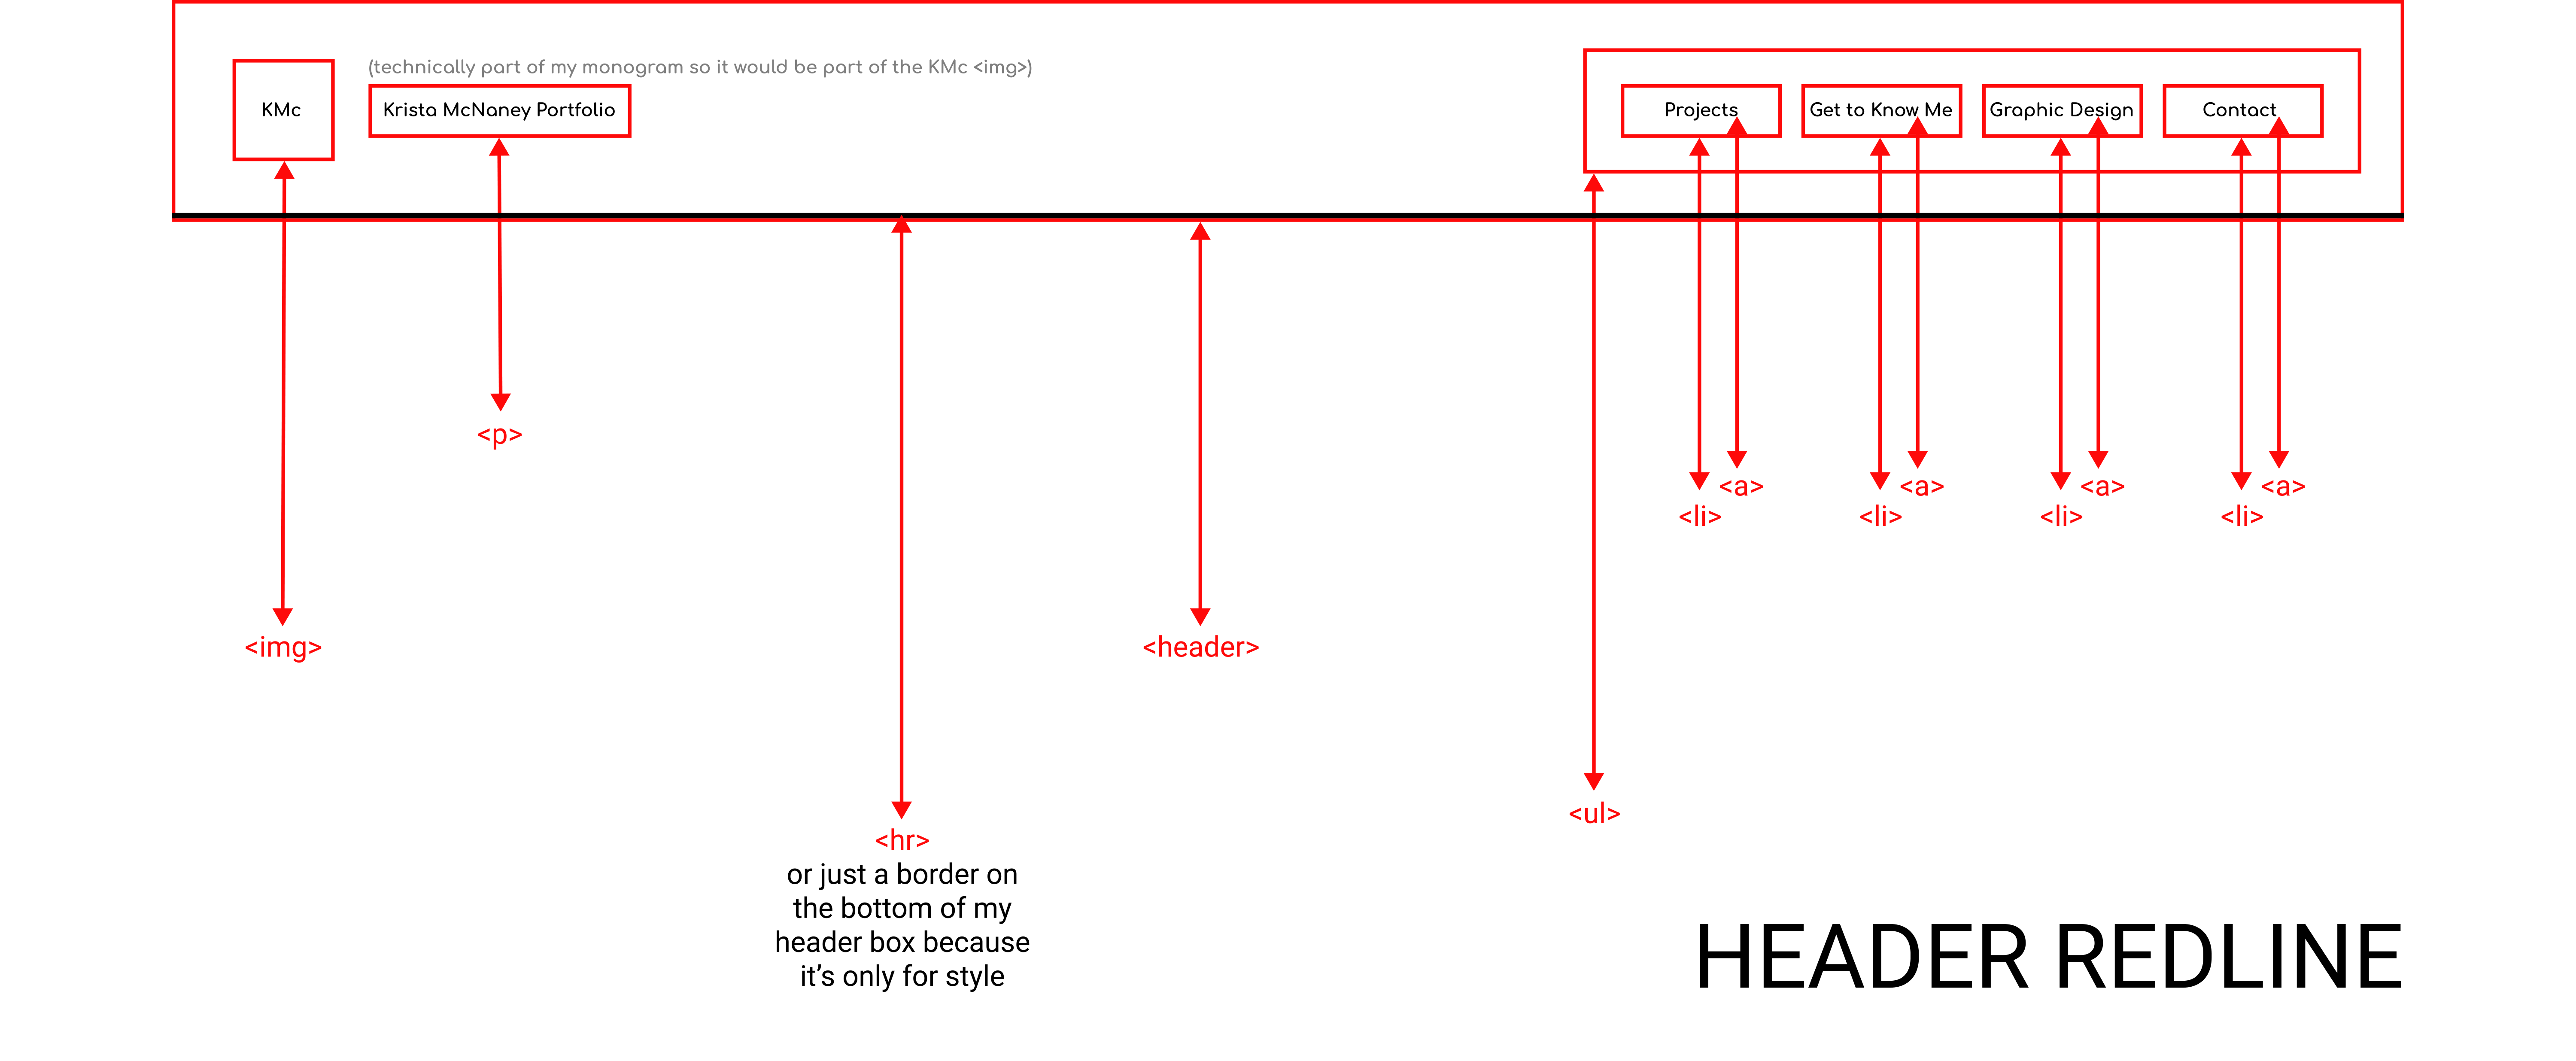 (technically part of my monogram so it would be part of the KMc <img>)
KMc
Krista McNaney Portfolio
Projects
Get to Know Me
Graphic Design
Contact
<p>
<a>
<a>
<a>
<a>
<li>
<li>
<li>
<li>
<img>
<header>
<ul>
<hr>
or just a border on
the bottom of my
header box because
it’s only for style
HEADER REDLINE